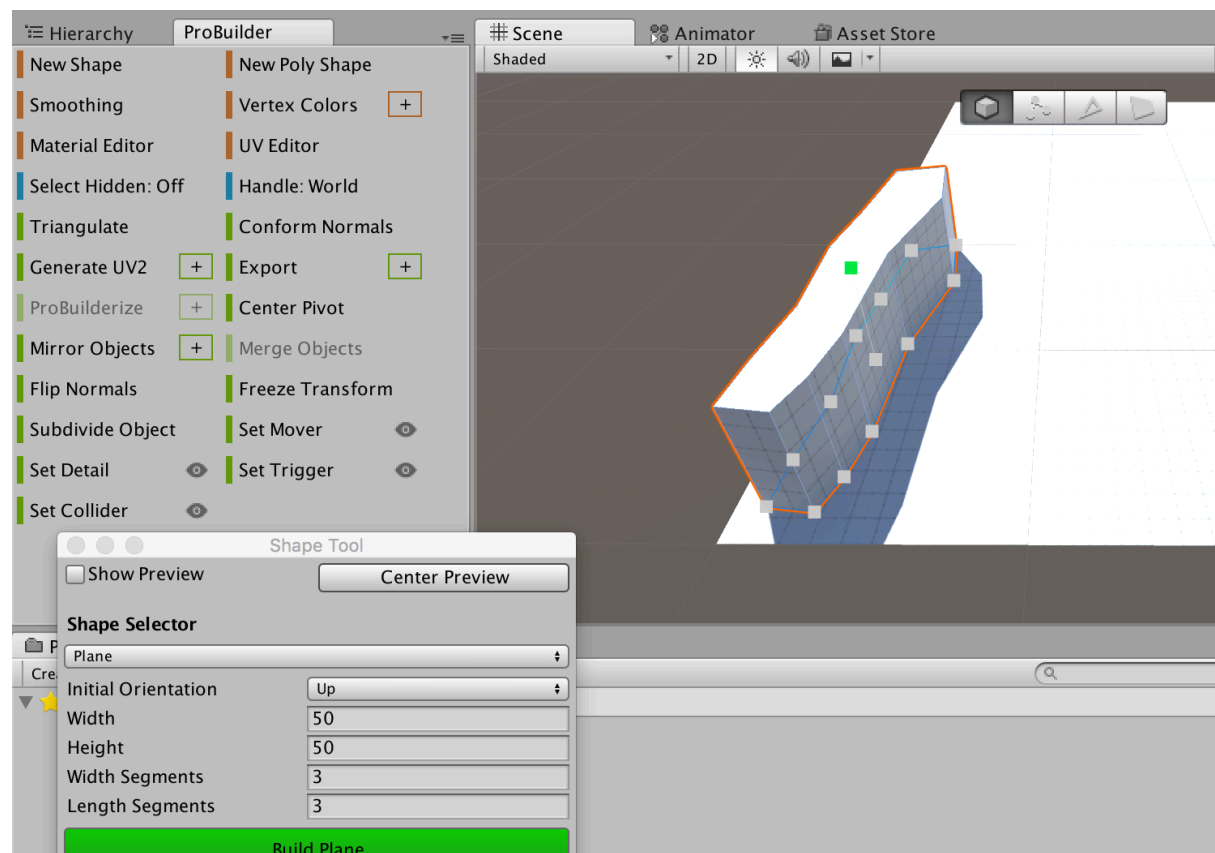 Hierarchy
ProBuilder
Scene
Animator
Asset Store
Shaded
2D
New Shape
New Poly Shape
Smoothing
Vertex Colors +
Material Editor
UV Editor
Select Hidden: Off
Handle: World
Triangulate
Conform Normals
Generate UV2 +
Export +
ProBuilderize +
Center Pivot
Mirror Objects +
Merge Objects
Flip Normals
Freeze Transform
Subdivide Object
Set Mover
Set Detail
Set Trigger
Set Collider
Shape Tool
Show Preview
Center Preview
Shape Selector
P
Plane
Cre
Initial Orientation
Up
Width
50
Height
50
Width Segments
3
Length Segments
3
Build Plane